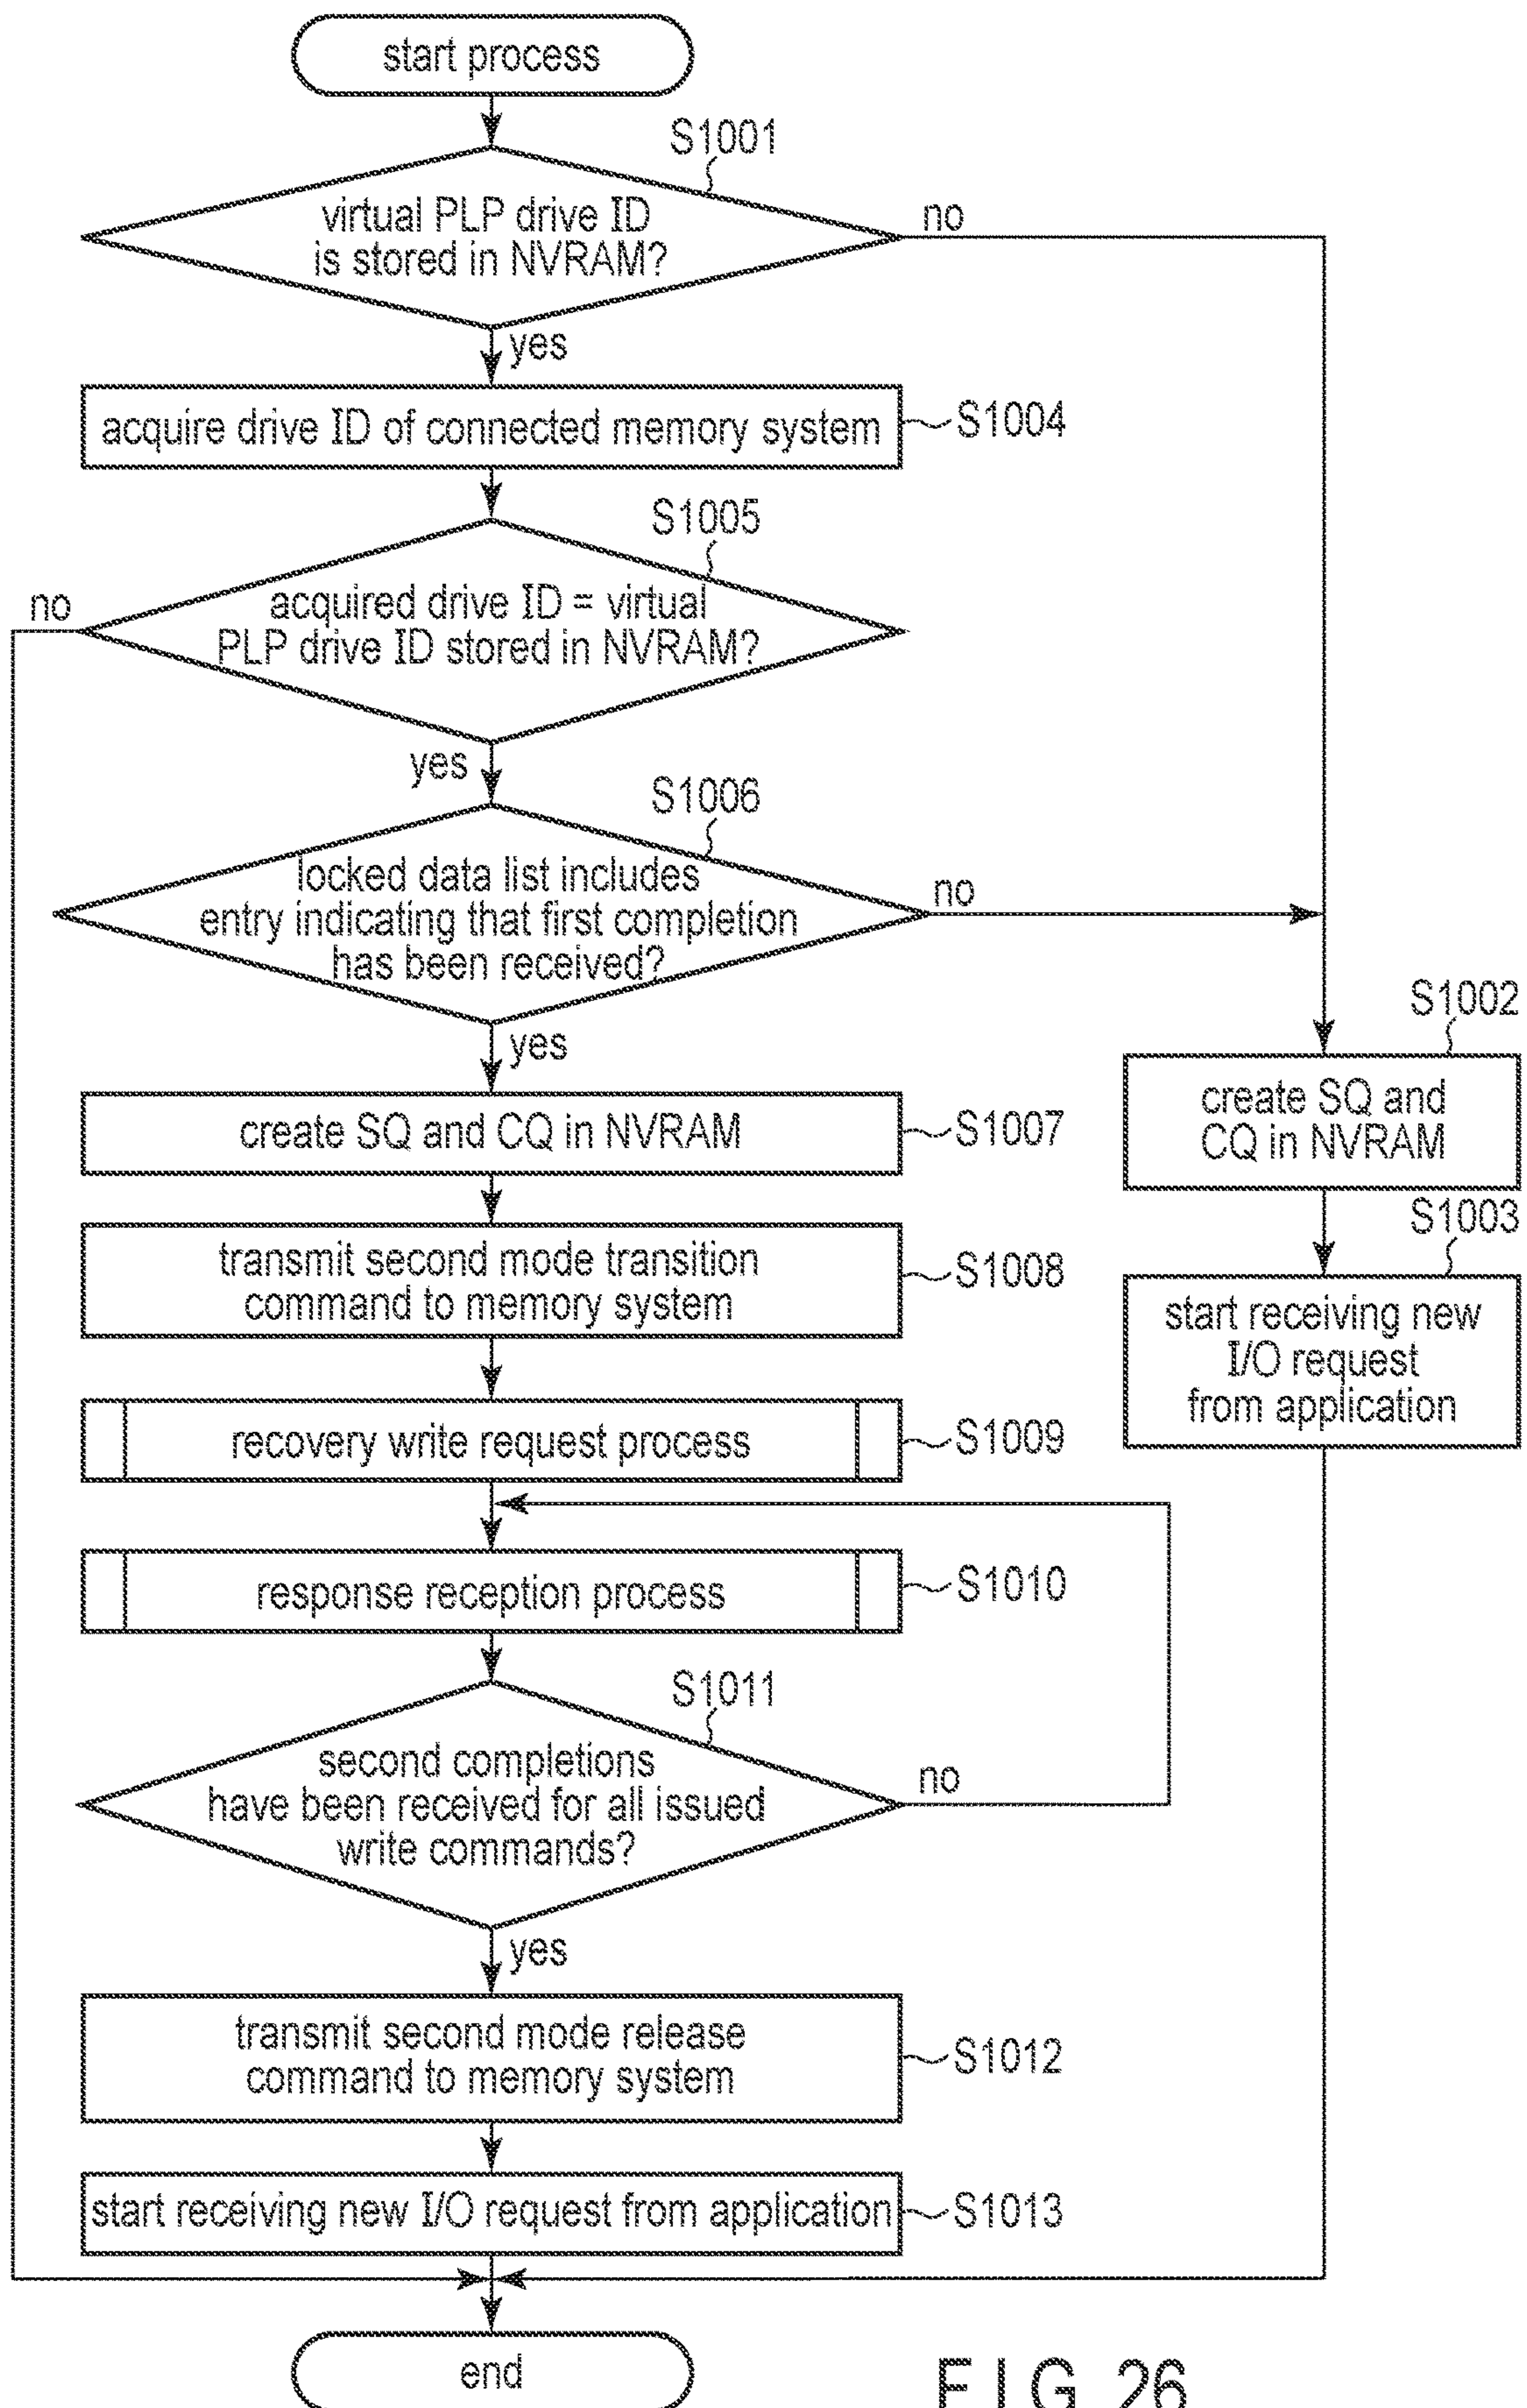 start process
S1001
virtual PLP drive ID
is stored in NVRAM?
no
yes
acquire drive ID of connected memory system
S1004
S1005
no
acquired drive ID = virtual
PLP drive ID stored in NVRAM?
yes
S1006
locked data list includes
entry indicating that first completion
has been received?
no
yes
S1002
create SQ and
CQ in NVRAM
create SQ and CQ in NVRAM
S1007
S1003
start receiving new
I/O request
from application
transmit second mode transition
command to memory system
S1008
recovery write request process
S1009
response reception process
S1010
S1011
second completions
have been received for all issued
write commands?
no
yes
transmit second mode release
command to memory system
S1012
start receiving new I/O request from application
S1013
end
FIG. 26